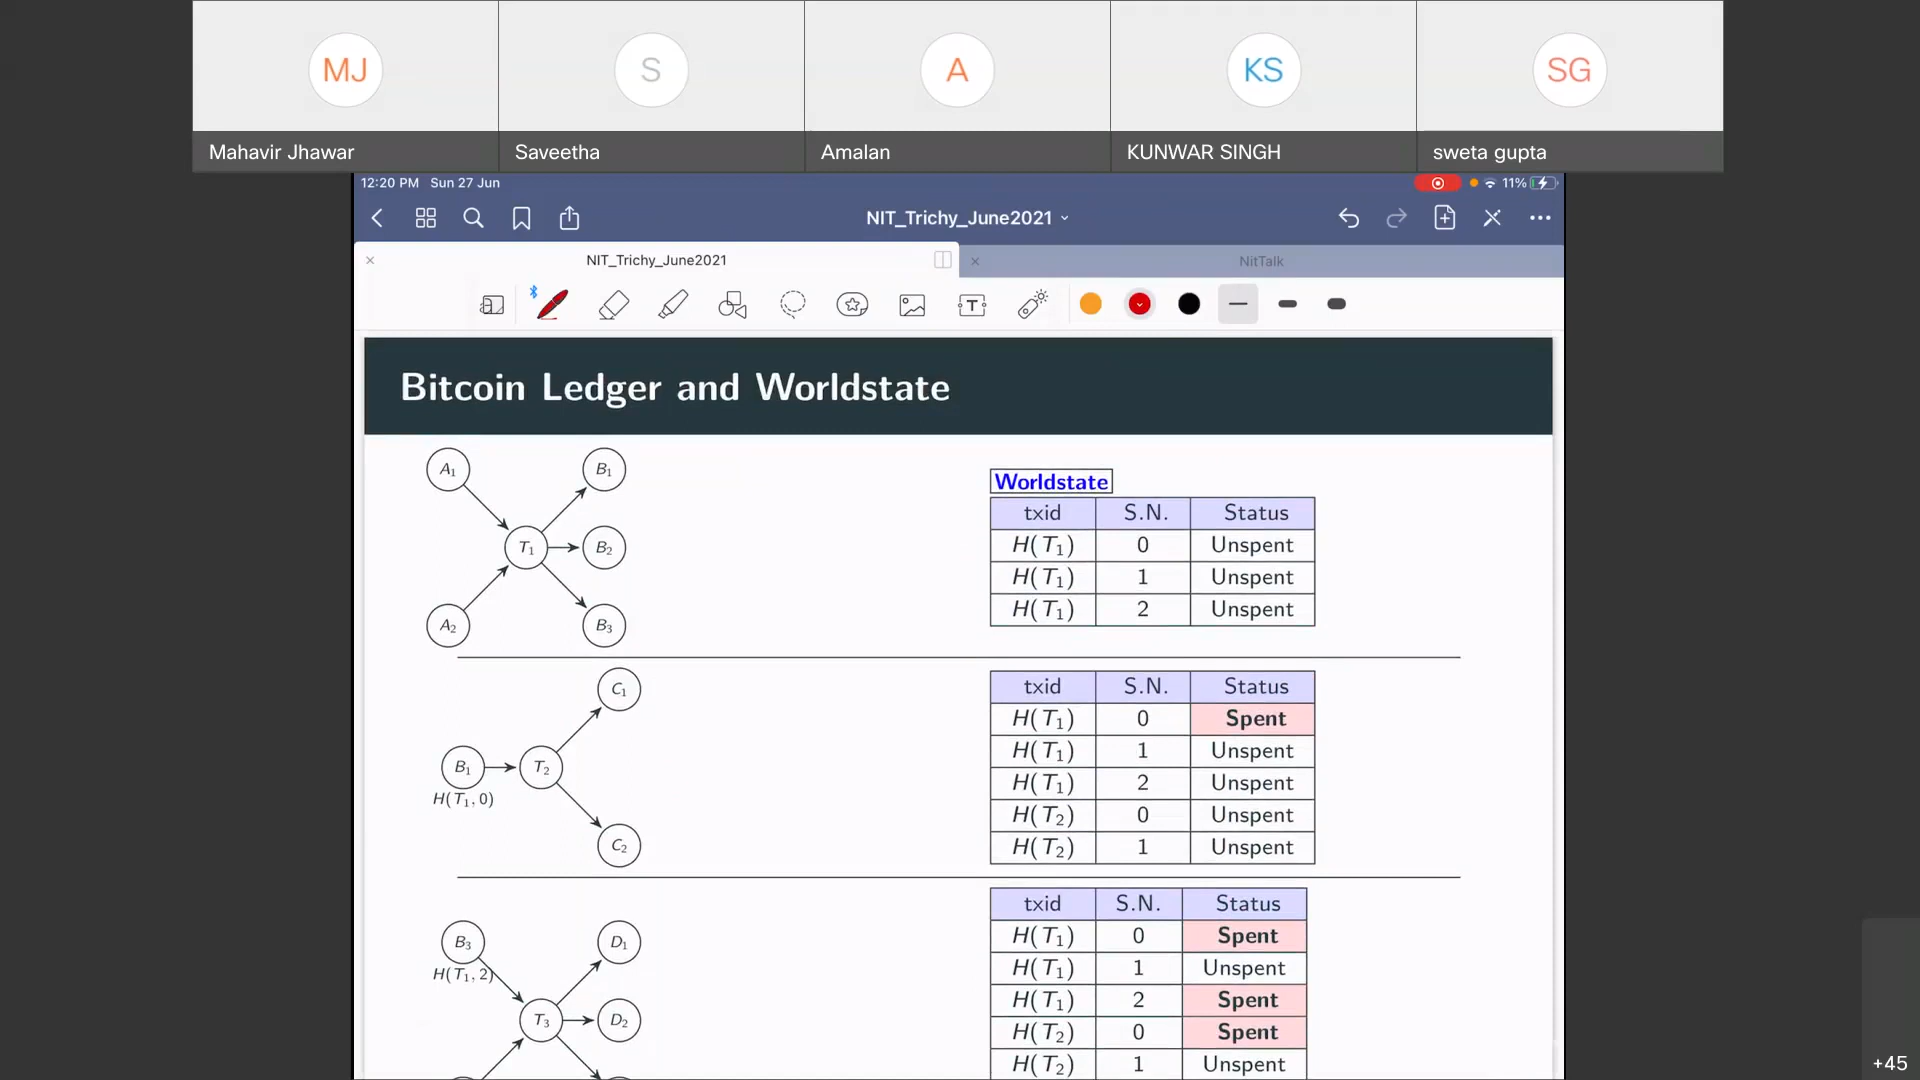 MJ S A KS SG
Mahavir Jhawar Saveetha Amalan KUNWAR SINGH sweta gupta
12:20 PM Sun 27 Jun 11%
NIT_Trichy_June2021
NIT_Trichy_June2021 NitTalk
T
Bitcoin Ledger and Worldstate
A₁ B₁
T₁ B₂
A₂ B₃
Worldstate
txid S.N. Status
H(T₁) 0 Unspent
H(T₁) 1 Unspent
H(T₁) 2 Unspent
C₁
B₁ T₂
H(T₁, 0)
C₂
txid S.N. Status
H(T₁) 0 Spent
H(T₁) 1 Unspent
H(T₁) 2 Unspent
H(T₂) 0 Unspent
H(T₂) 1 Unspent
B₃ D₁
H(T₁, 2)
T₃ D₂
txid S.N. Status
H(T₁) 0 Spent
H(T₁) 1 Unspent
H(T₁) 2 Spent
H(T₂) 0 Spent
H(T₂) 1 Unspent
+45